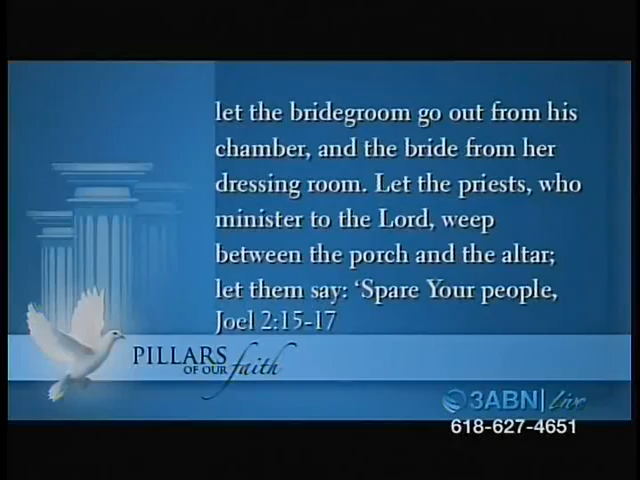 let the bridegroom go out from his
chamber, and the bride from her
dressing room. Let the priests, who
minister to the Lord, weep
between the porch and the altar;
let them say: ‘Spare Your people,
Joel 2:15-17
PILLARS
OF OUR faith
3ABN Live
618-627-4651